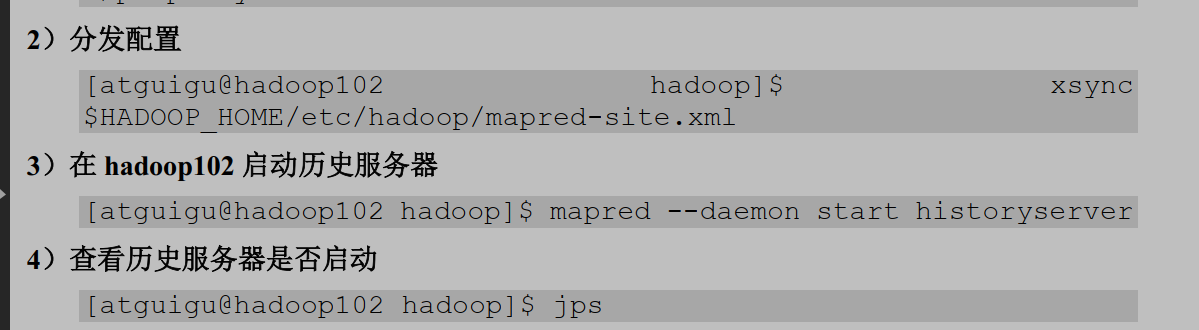 2）分发配置
[atguigu@hadoop102 hadoop]$ xsync
$HADOOP_HOME/etc/hadoop/mapred-site.xml
3）在 hadoop102 启动历史服务器
[atguigu@hadoop102 hadoop]$ mapred --daemon start historyserver
4）查看历史服务器是否启动
[atguigu@hadoop102 hadoop]$ jps